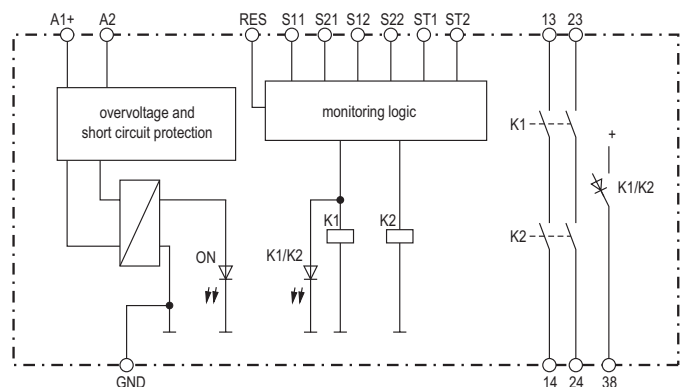 A1+ A2 RES S11 S21 S12 S22 ST1 ST2 13 23
overvoltage and
short circuit protection
monitoring logic
K1
+
K1/K2
K1 K2
K2
ON K1/K2
GND 14 24 38